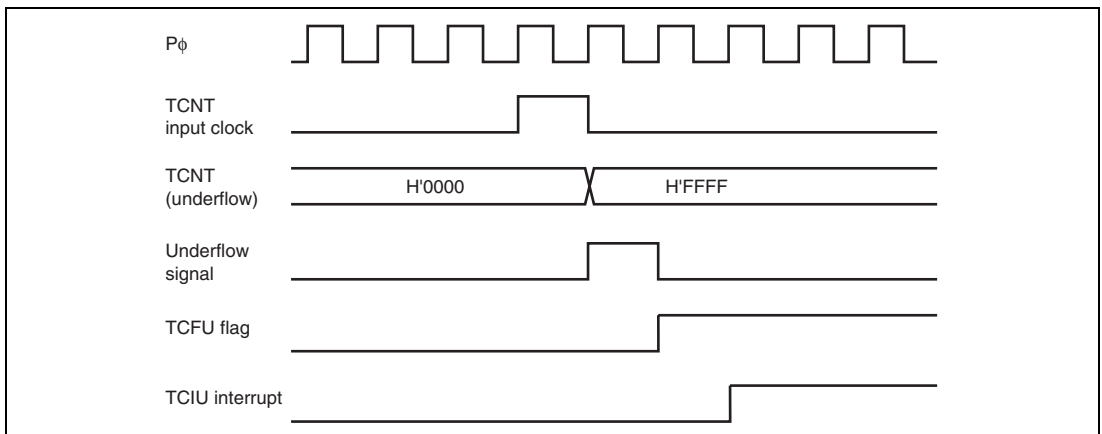 Pφ
TCNT
input clock
TCNT
(underflow)
H'0000
H'FFFF
Underflow
signal
TCFU flag
TCIU interrupt